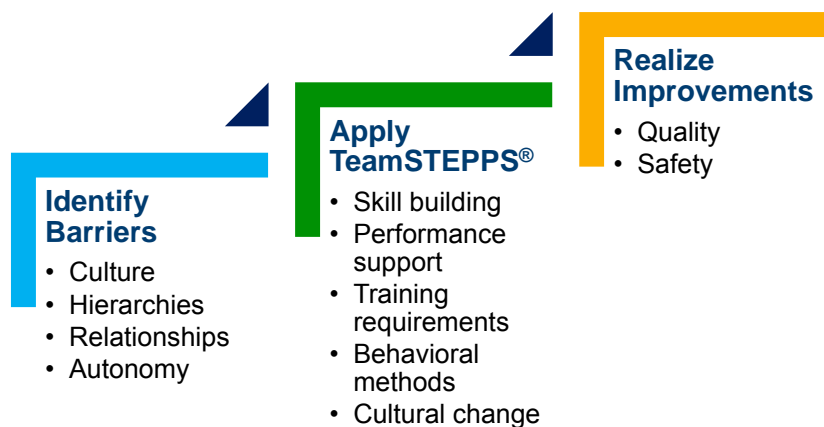 Identify
Barriers
• Culture
• Hierarchies
• Relationships
• Autonomy
Apply
TeamSTEPPS®
• Skill building
• Performance
support
• Training
requirements
• Behavioral
methods
• Cultural change
Realize
Improvements
• Quality
• Safety